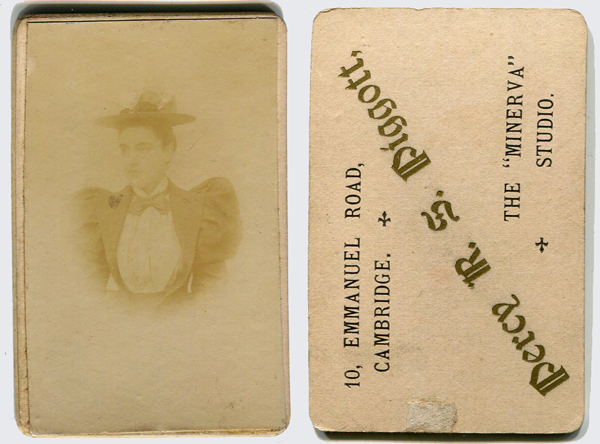 10, EMMANUEL ROAD,
CAMBRIDGE.
Percy R. S. Piggott,
THE "MINERVA"
STUDIO.